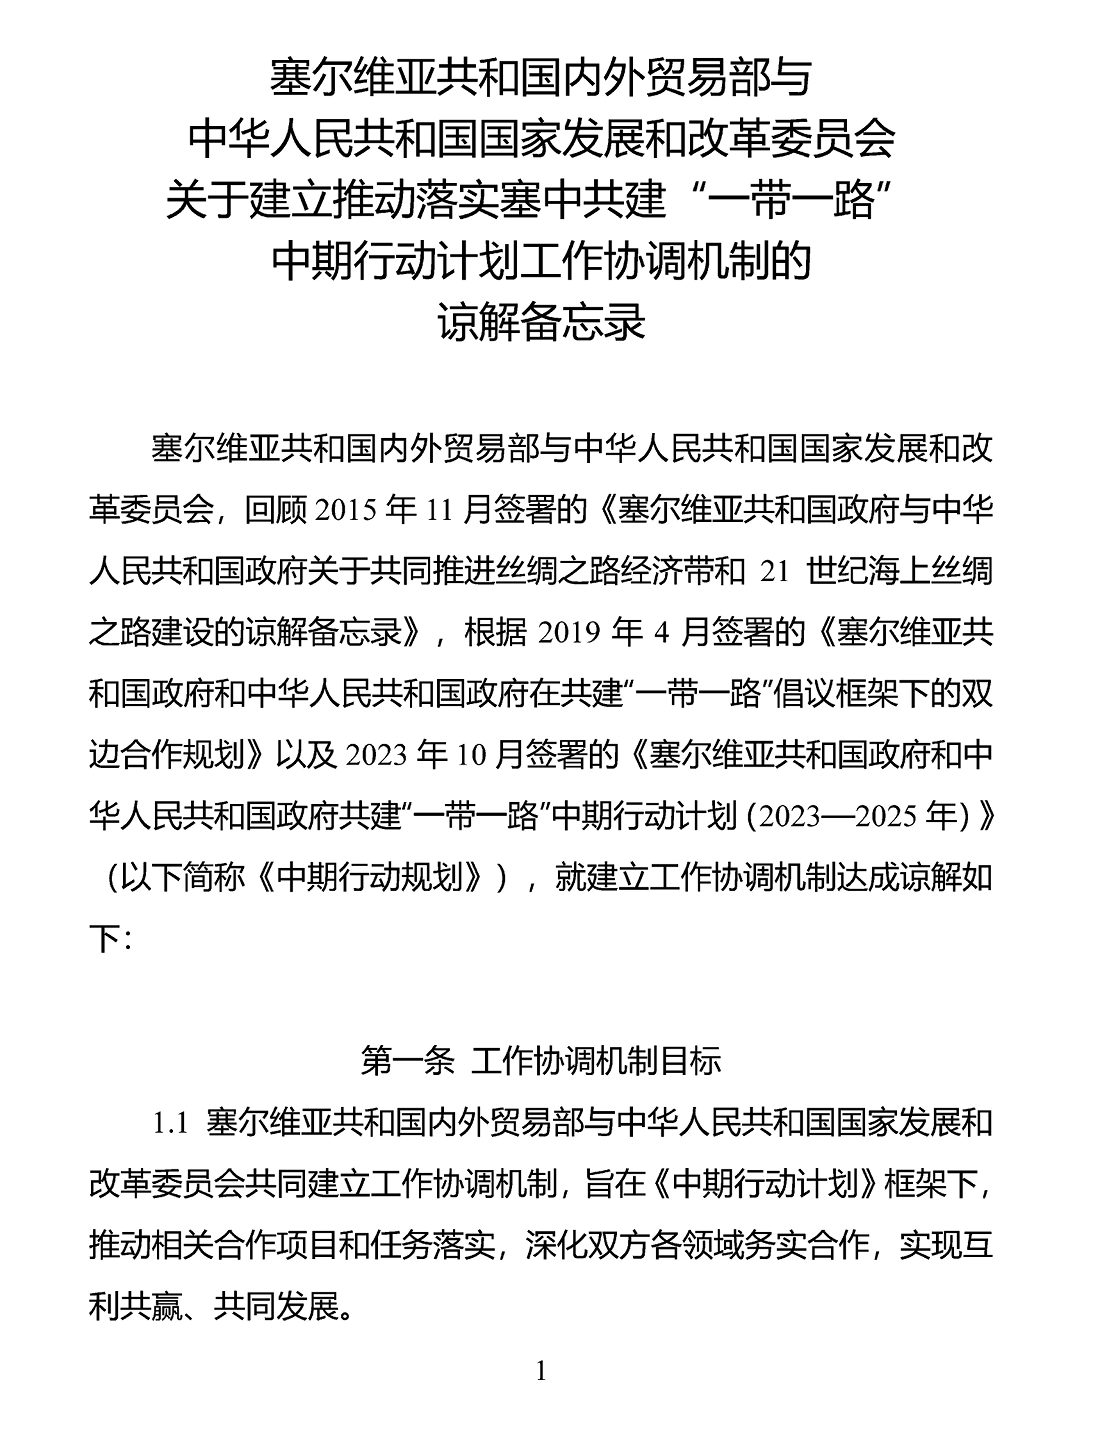 塞尔维亚共和国内外贸易部与
中华人民共和国国家发展和改革委员会
关于建立推动落实塞中共建“一带一路”
中期行动计划工作协调机制的
谅解备忘录
塞尔维亚共和国内外贸易部与中华人民共和国国家发展和改
革委员会，回顾 2015 年 11 月签署的《塞尔维亚共和国政府与中华
人民共和国政府关于共同推进丝绸之路经济带和 21 世纪海上丝绸
之路建设的谅解备忘录》，根据 2019 年 4 月签署的《塞尔维亚共
和国政府和中华人民共和国政府在共建“一带一路”倡议框架下的双
边合作规划》以及 2023 年 10 月签署的《塞尔维亚共和国政府和中
华人民共和国政府共建“一带一路”中期行动计划（2023—2025 年）》
（以下简称《中期行动规划》），就建立工作协调机制达成谅解如
下：
第一条 工作协调机制目标
1.1 塞尔维亚共和国内外贸易部与中华人民共和国国家发展和
改革委员会共同建立工作协调机制，旨在《中期行动计划》框架下，
推动相关合作项目和任务落实，深化双方各领域务实合作，实现互
利共赢、共同发展。
1